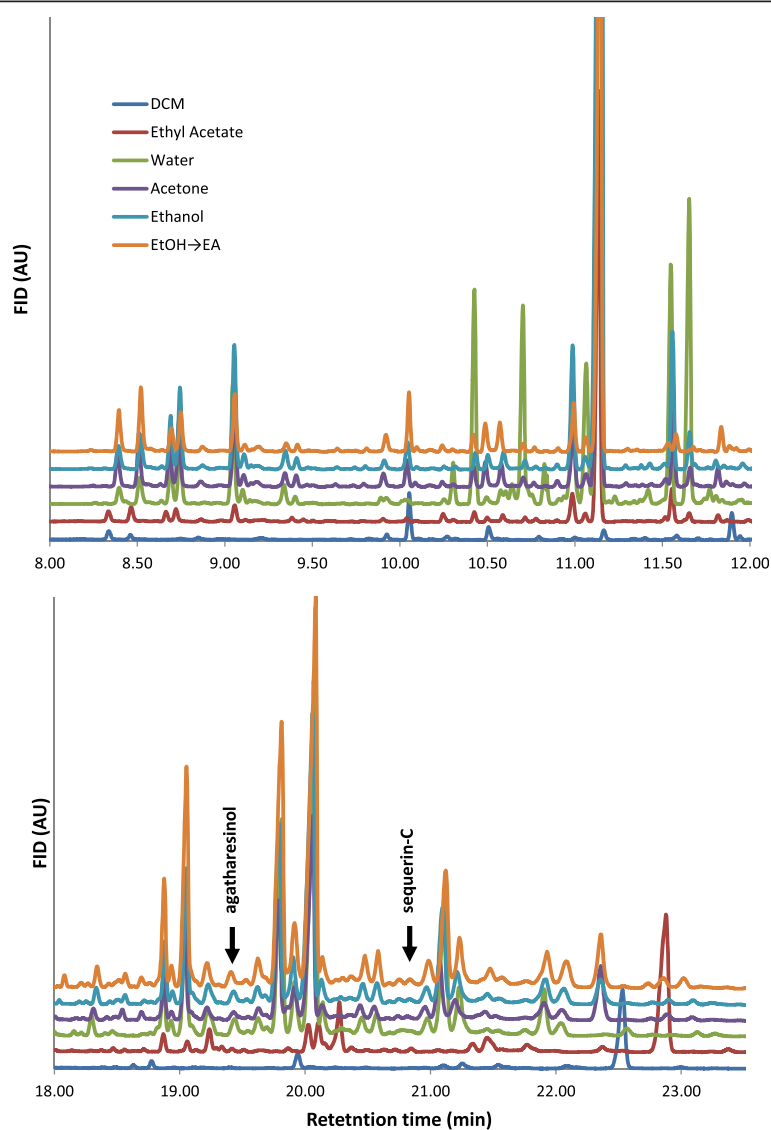 DCM
Ethyl Acetate
Water
Acetone
Ethanol
EtOH→EA
FID (AU)
8.00 8.50 9.00 9.50 10.00 10.50 11.00 11.50 12.00
agatharesinol
sequerin-C
FID (AU)
18.00 19.00 20.00 21.00 22.00 23.00
Retetntion time (min)